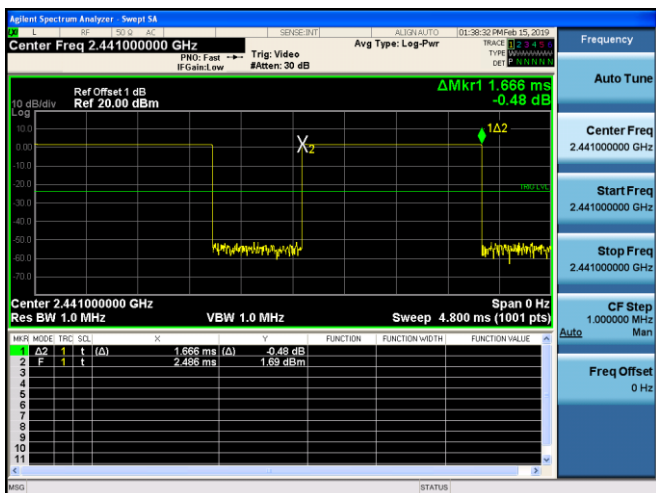 Agilent Spectrum Analyzer - Swept SA
L RF 50 Ω AC SENSE:INT ALIGN AUTO 01:38:32 PM Feb 15, 2019
Center Freq 2.441000000 GHz
PNO: Fast
IFGain:Low
Trig: Video
#Atten: 30 dB
Avg Type: Log-Pwr
TRACE 1 2 3 4 5 6
TYPE WWWWWW
DET P N N N N N
Frequency
Auto Tune
Center Freq
2.441000000 GHz
Start Freq
2.441000000 GHz
Stop Freq
2.441000000 GHz
CF Step
1.000000 MHz
Auto Man
Freq Offset
0 Hz
ΔMkr1 1.666 ms
-0.48 dB
Ref Offset 1 dB
10 dB/div Ref 20.00 dBm
Log
10.0
0.00
-10.0
-20.0
-30.0
-40.0
-50.0
-60.0
-70.0
X2
1Δ2
TRIG LVL
Center 2.441000000 GHz Span 0 Hz
Res BW 1.0 MHz VBW 1.0 MHz Sweep 4.800 ms (1001 pts)
MKR MODE TRC SCL X Y FUNCTION FUNCTION WIDTH FUNCTION VALUE
1 Δ2 1 t (Δ) 1.666 ms (Δ) -0.48 dB
2 F 1 t 2.486 ms 1.69 dBm
3
4
5
6
7
8
9
10
11
MSG STATUS